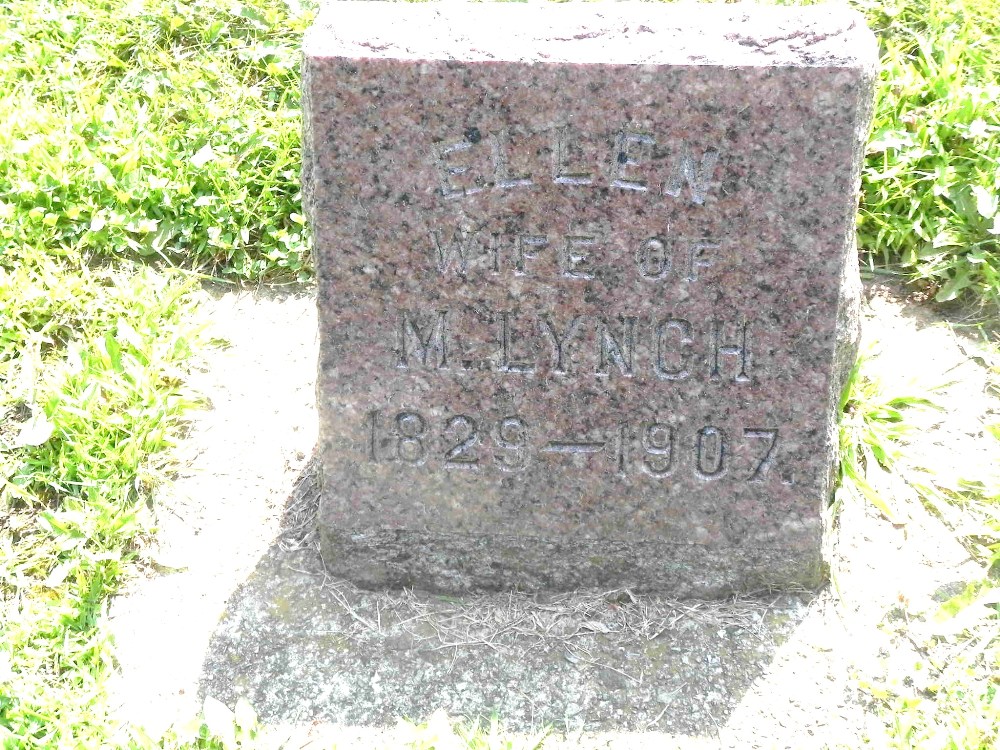 ELLEN
WIFE OF
M. LYNCH
1829—1907.